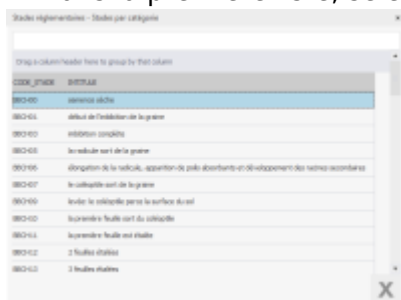 Stades réglementaires - Stades par catégorie
Drag a column header here to group by that column
CODE_STADE INTITULE
BBCH00 semence sèche
BBCH01 début de l'imbibition de la graine
BBCH03 imbibition complète
BBCH05 la radicule sort de la graine
BBCH06 élongation de la radicule, apparition de poils absorbants et développement des racines secondaires
BBCH07 le coléoptile sort de la graine
BBCH09 levée: le coléoptile perce la surface du sol
BBCH10 la première feuille sort du coléoptile
BBCH11 la première feuille est étalée
BBCH12 2 feuilles étalées
BBCH13 3 feuilles étalées
X